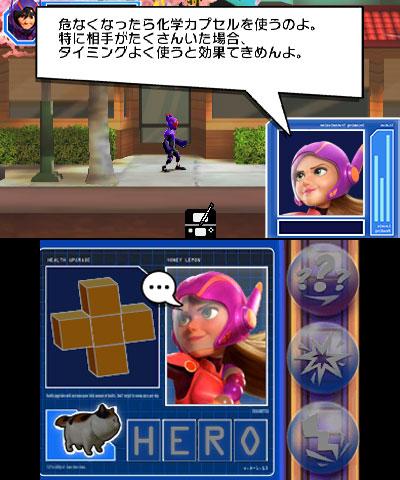 危なくなったら化学カプセルを使うのよ。
特に相手がたくさんいた場合、
タイミングよく使うと効果てきめんよ。
HEALTH UPGRADE
HONEY LEMON
???
HERO